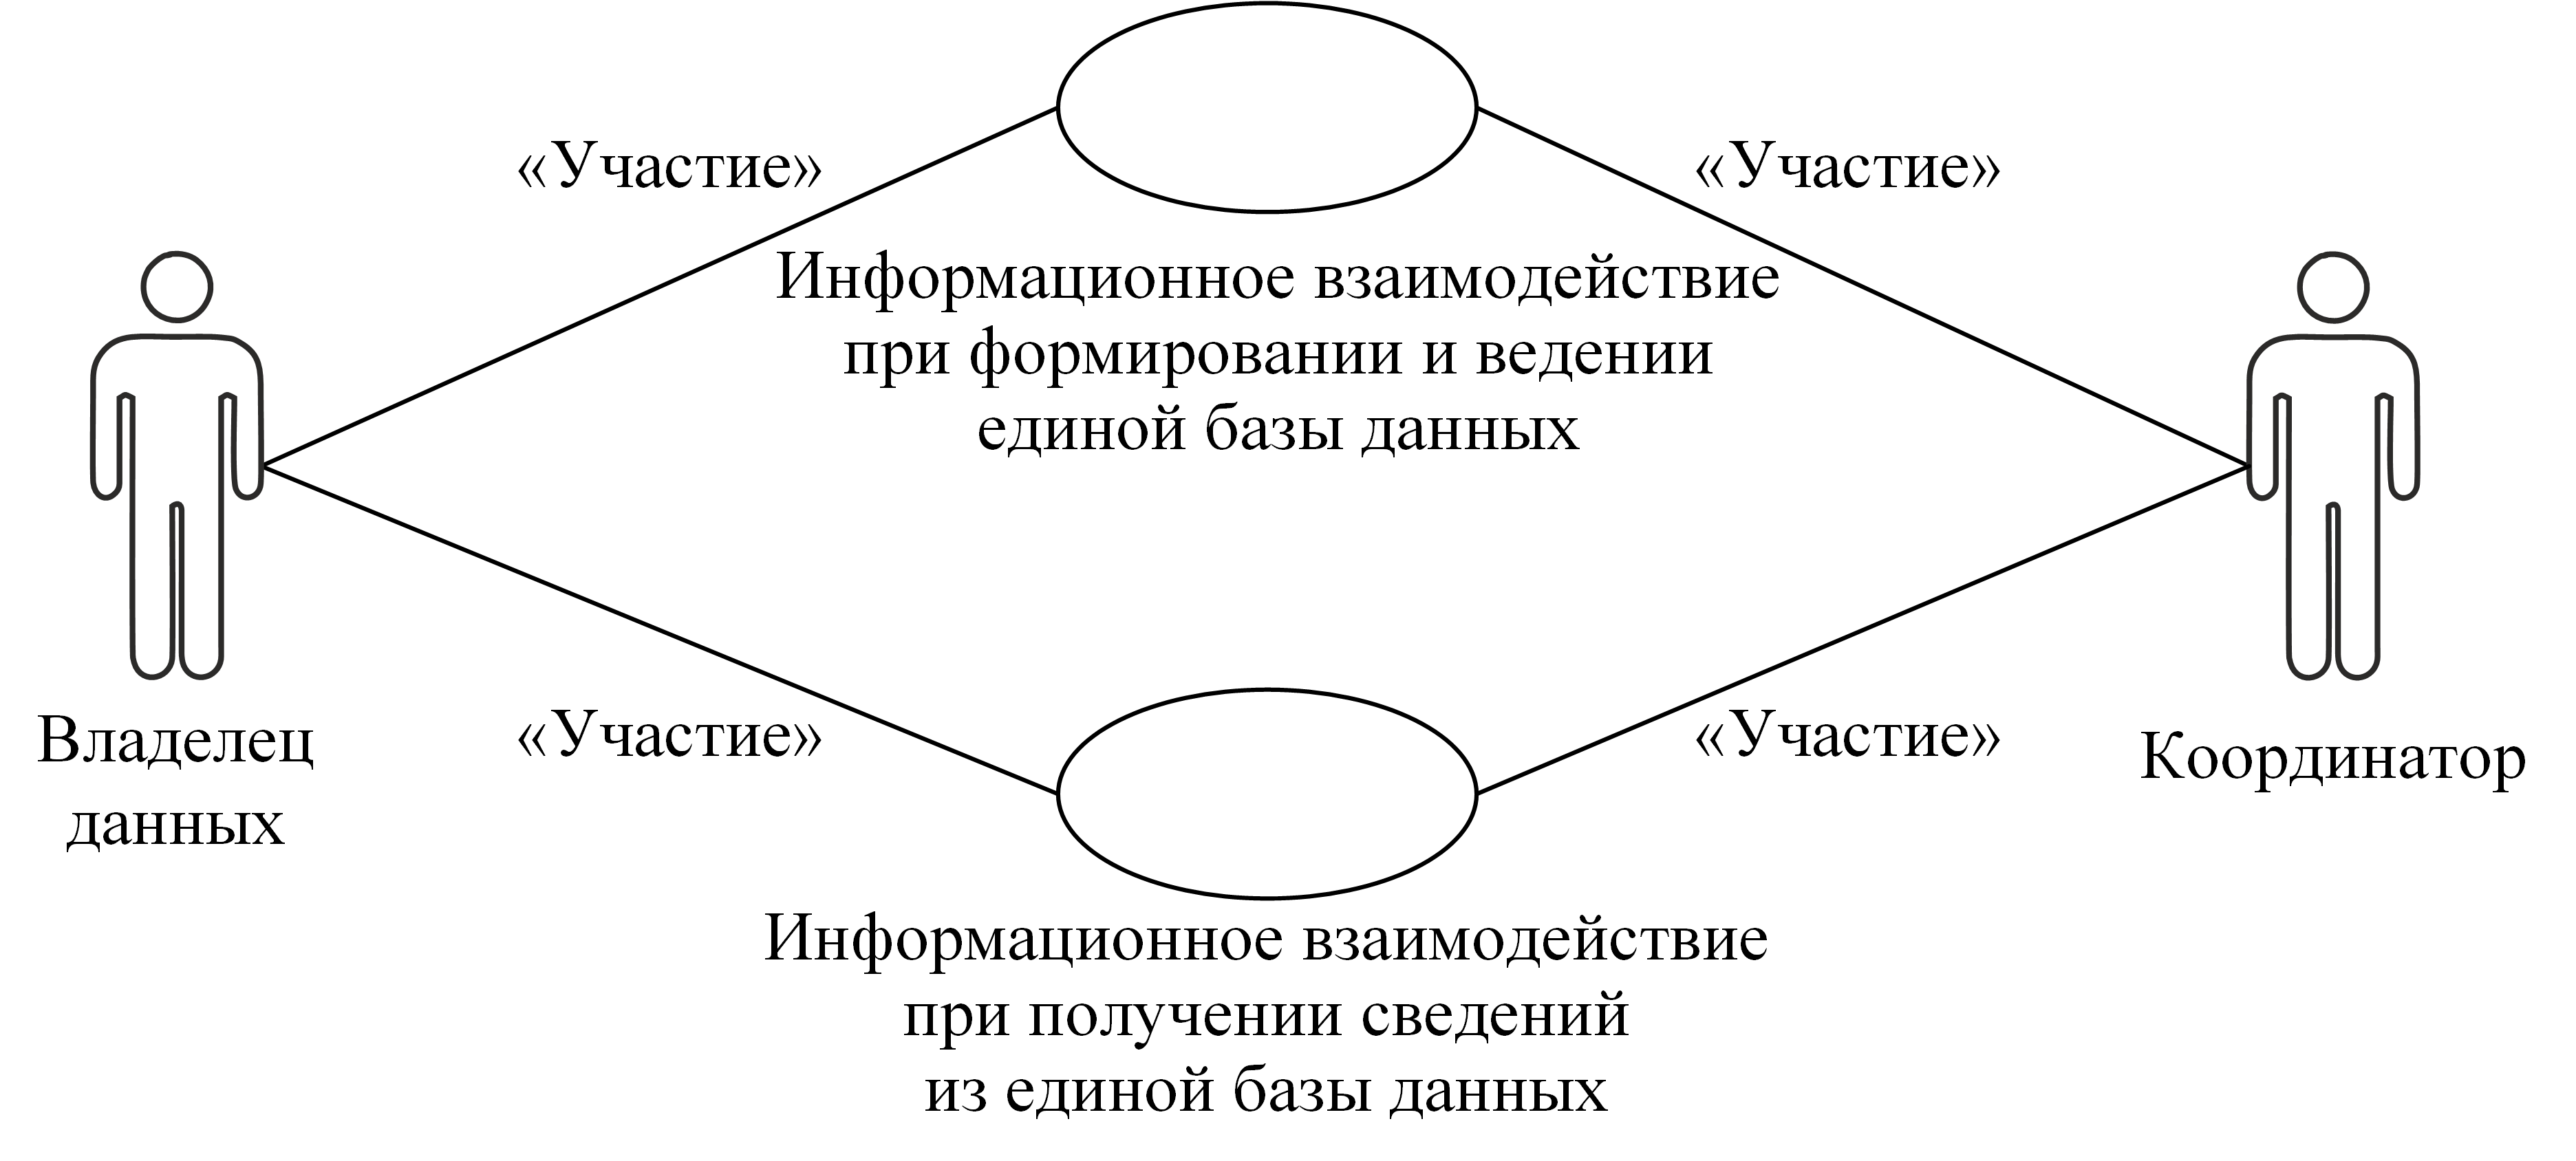 «Участие»
«Участие»
Информационное взаимодействие
при формировании и ведении
единой базы данных
Владелец
данных
«Участие»
«Участие»
Координатор
Информационное взаимодействие
при получении сведений
из единой базы данных